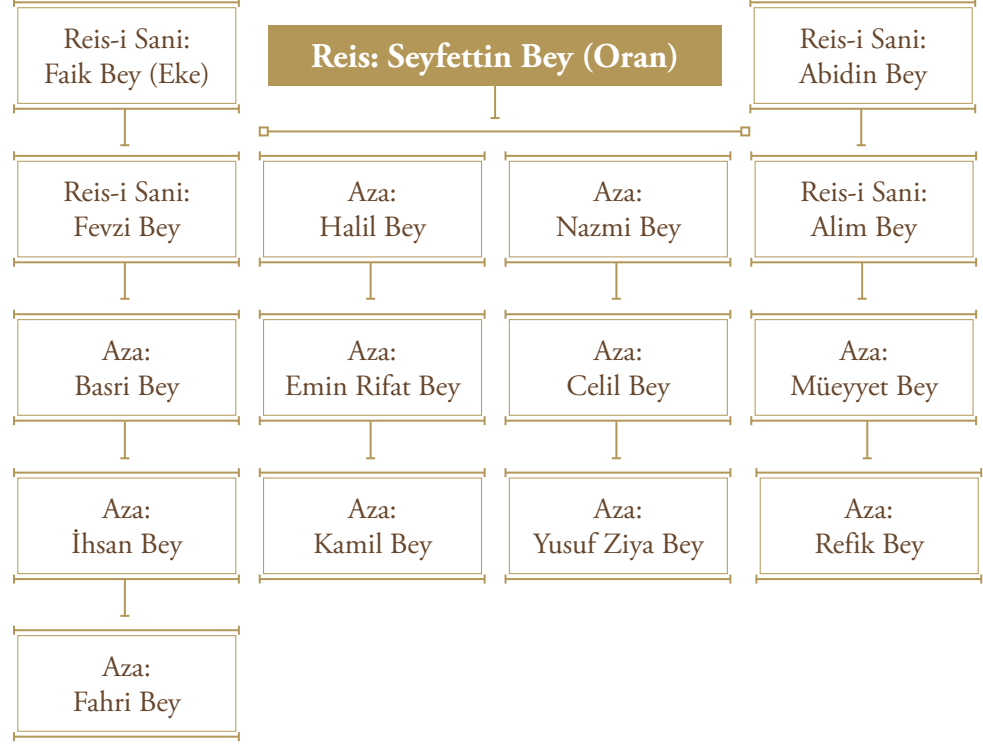 Reis-i Sani:
Faik Bey (Eke)
Reis: Seyfettin Bey (Oran)
Reis-i Sani:
Abidin Bey
Reis-i Sani:
Fevzi Bey
Aza:
Halil Bey
Aza:
Nazmi Bey
Reis-i Sani:
Alim Bey
Aza:
Basri Bey
Aza:
Emin Rifat Bey
Aza:
Celil Bey
Aza:
Müeyyet Bey
Aza:
İhsan Bey
Aza:
Kamil Bey
Aza:
Yusuf Ziya Bey
Aza:
Refik Bey
Aza:
Fahri Bey